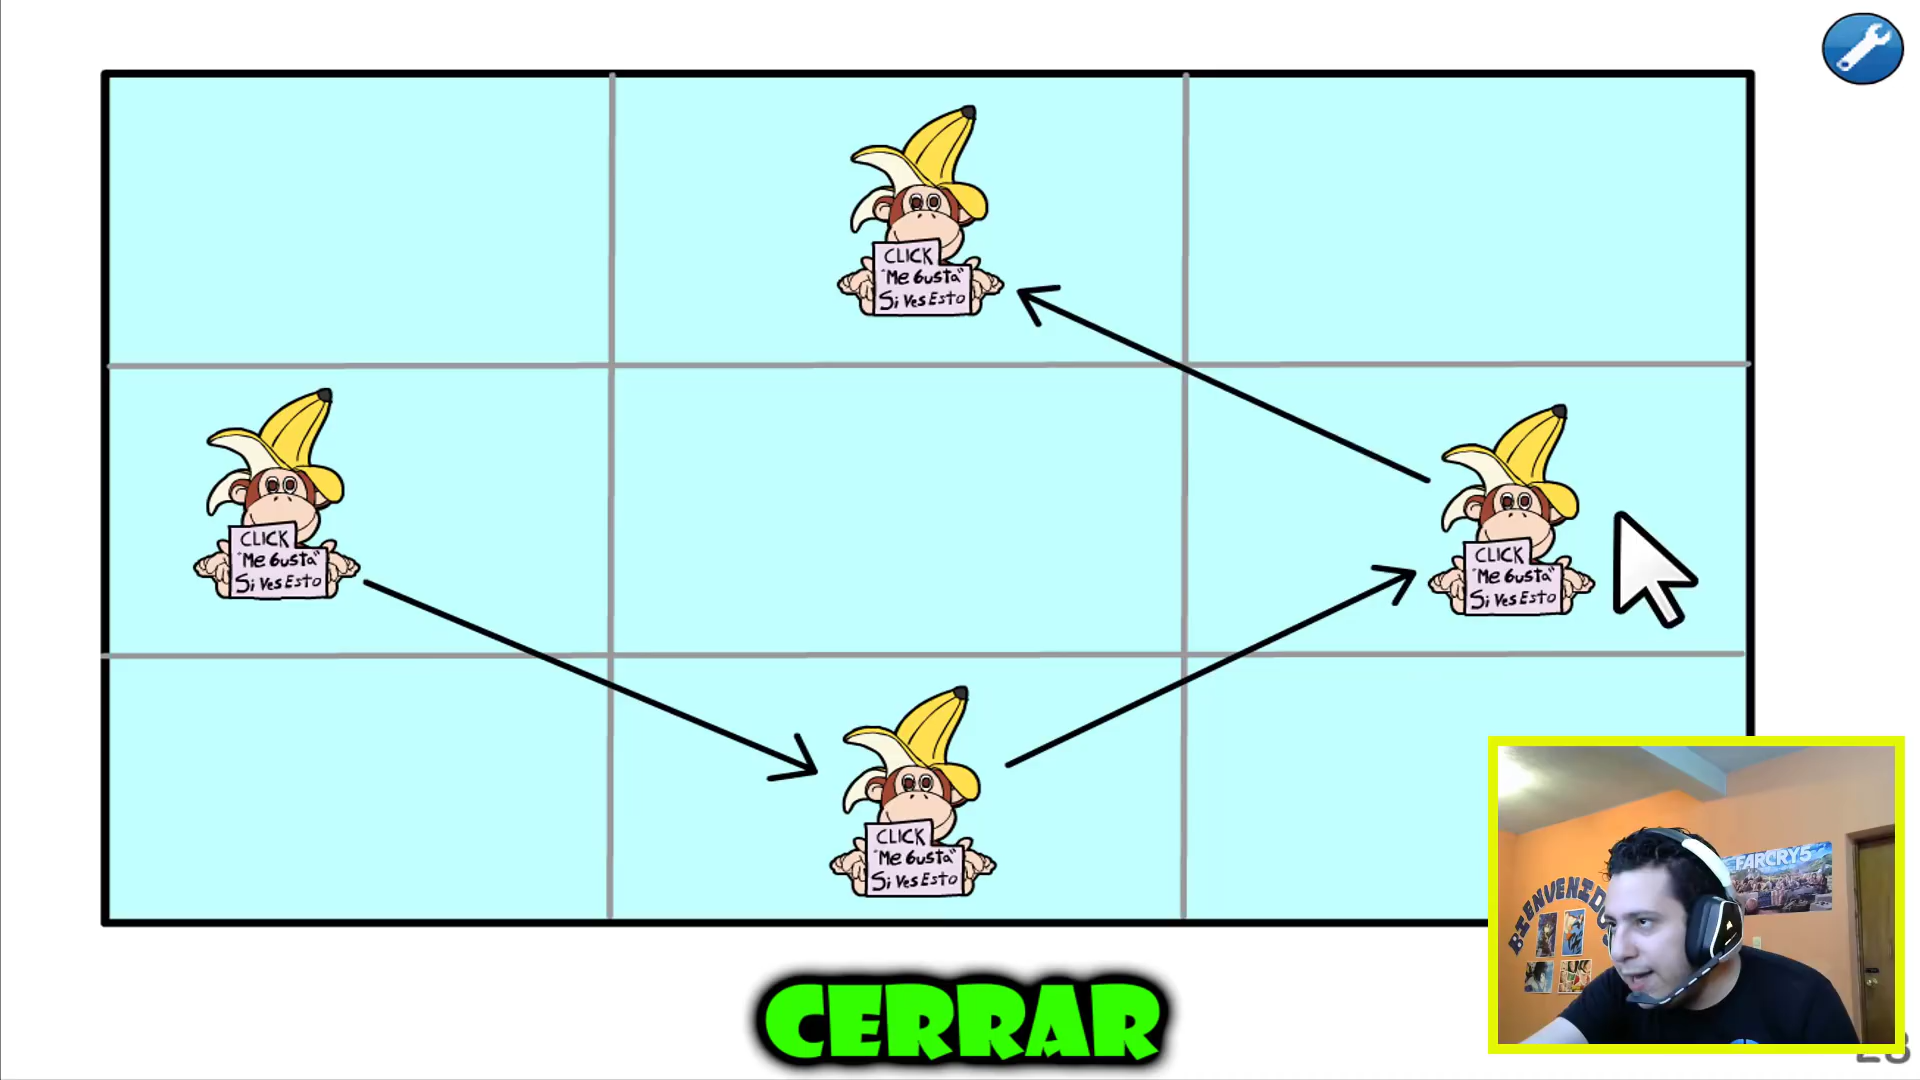 CLICK
"Me Gusta"
Si Ves Esto
CLICK
"Me Gusta"
Si Ves Esto
CLICK
"Me Gusta"
Si Ves Esto
CLICK
"Me Gusta"
Si Ves Esto
FARCRY5
BIENVENIDO
CERRAR